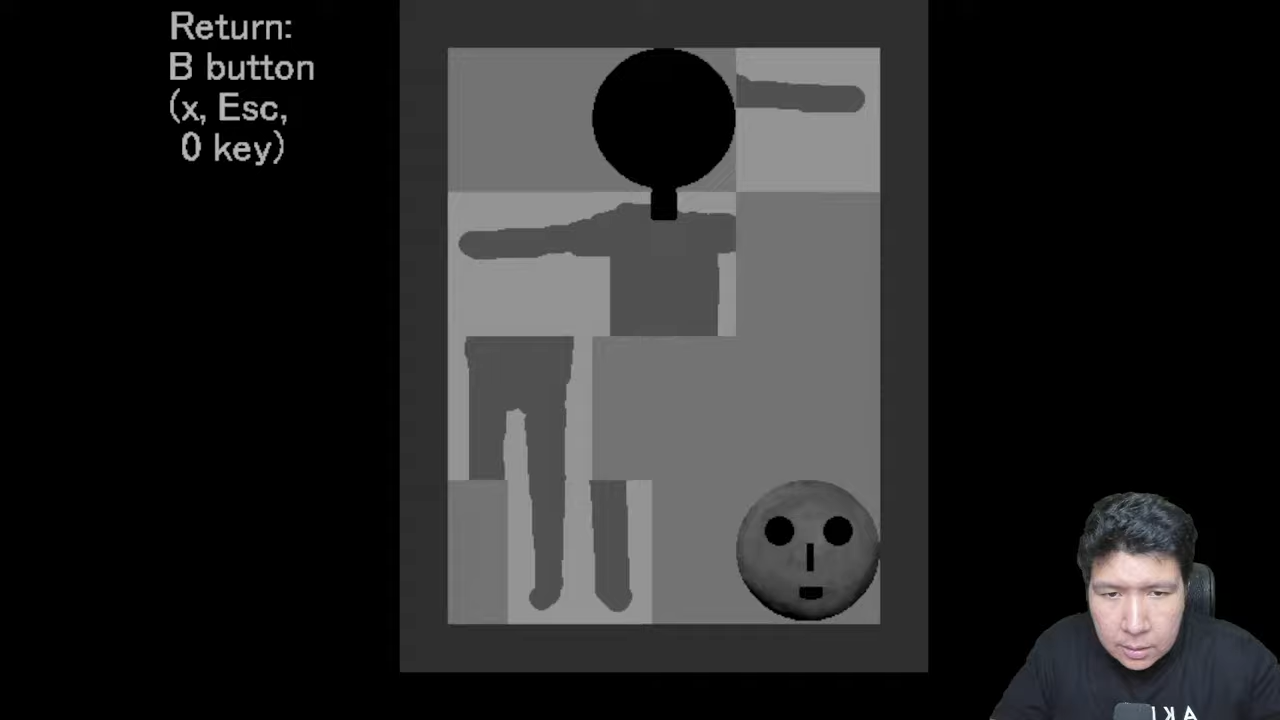 Return:
B button
(x, Esc,
0 key)